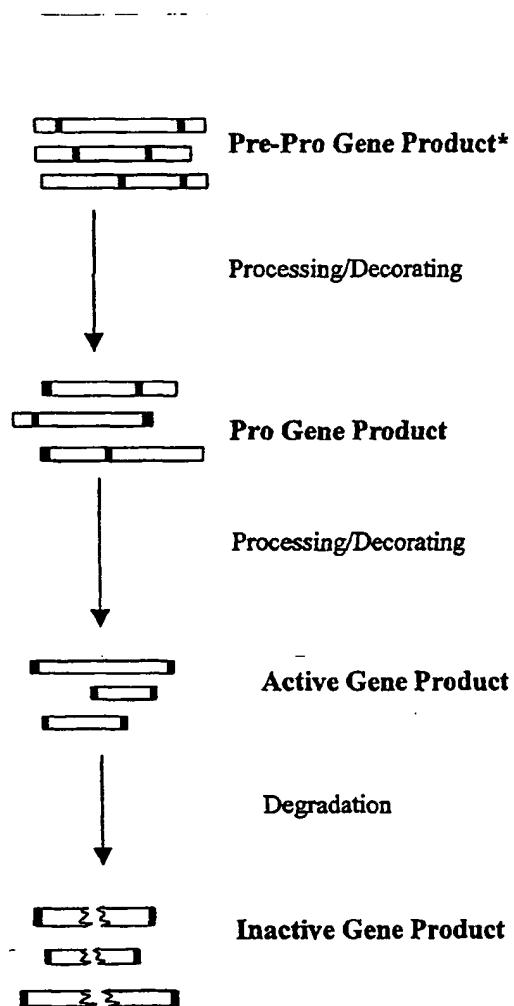 Pre-Pro Gene Product*
Processing/Decorating
Pro Gene Product
Processing/Decorating
Active Gene Product
Degradation
Inactive Gene Product